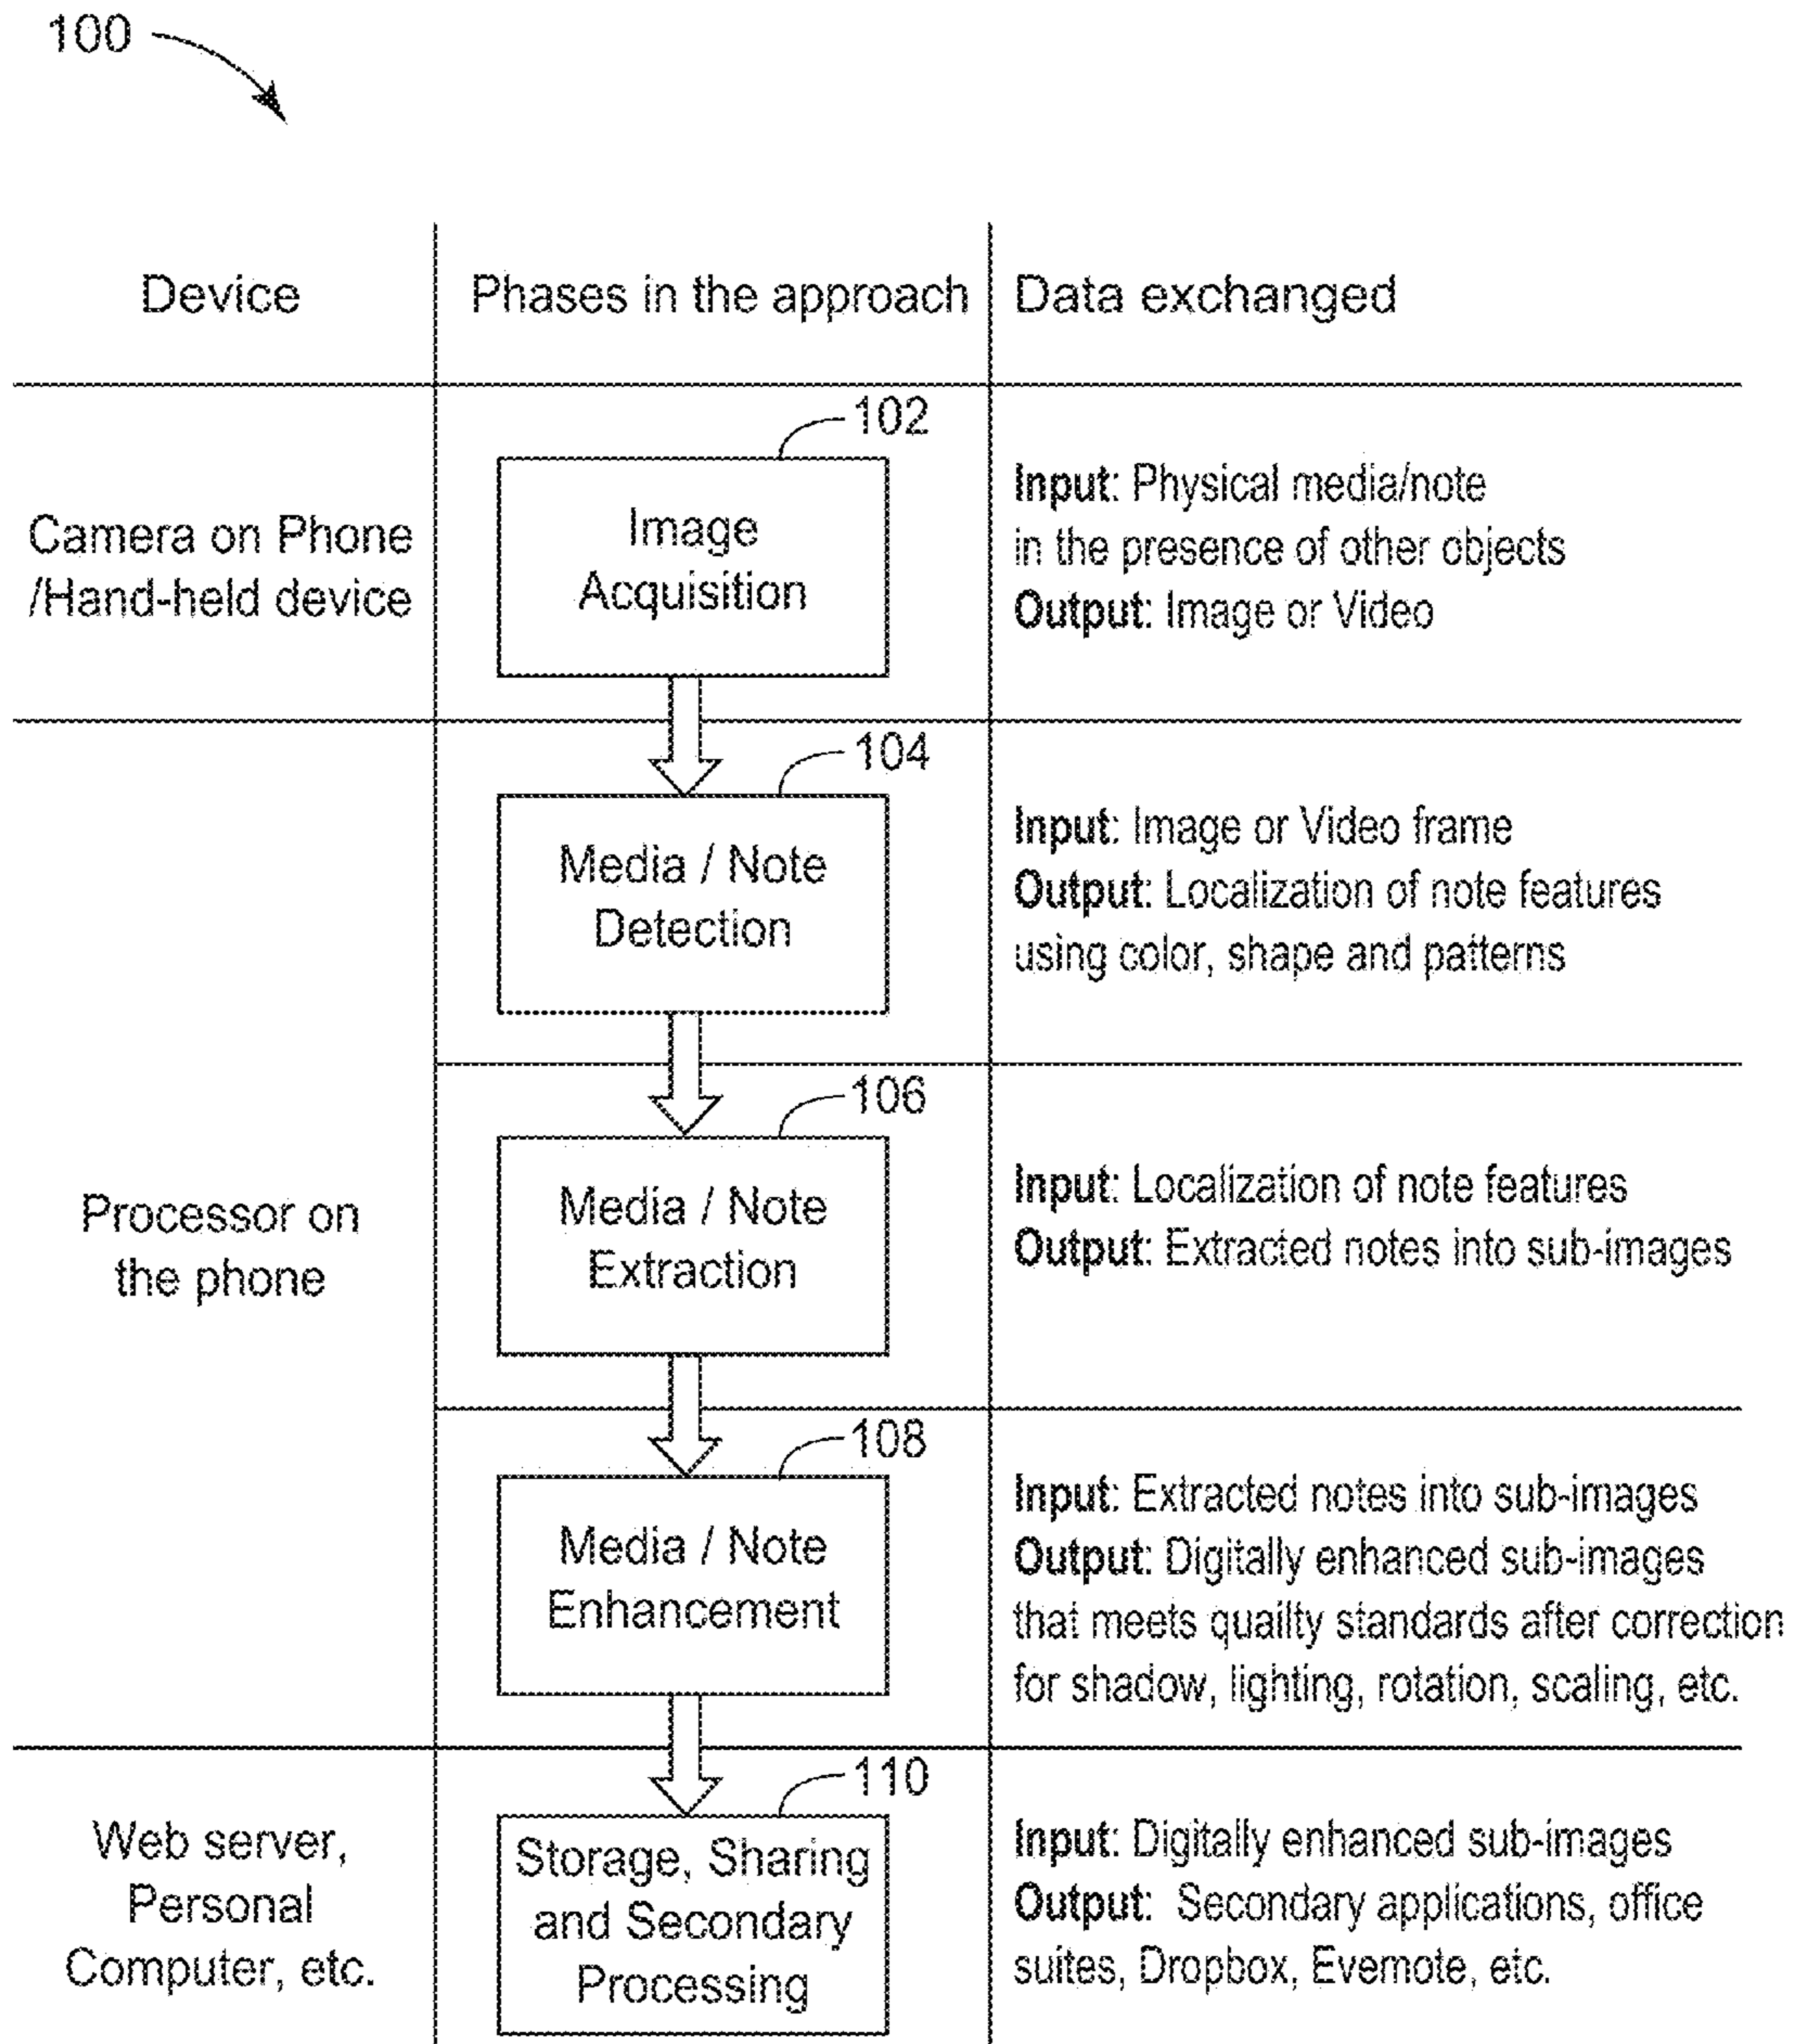 100
Device
Phases in the approach
Data exchanged
Camera on Phone
/Hand-held device
102
Image
Acquisition
Input: Physical media/note
in the presence of other objects
Output: Image or Video
Processor on
the phone
104
Media / Note
Detection
Input: Image or Video frame
Output: Localization of note features
using color, shape and patterns
106
Media / Note
Extraction
Input: Localization of note features
Output: Extracted notes into sub-images
108
Media / Note
Enhancement
Input: Extracted notes into sub-images
Output: Digitally enhanced sub-images
that meets quailty standards after correction
for shadow, lighting, rotation, scaling, etc.
Web server,
Personal
Computer, etc.
110
Storage, Sharing
and Secondary
Processing
Input: Digitally enhanced sub-images
Output: Secondary applications, office
suites, Dropbox, Evernote, etc.